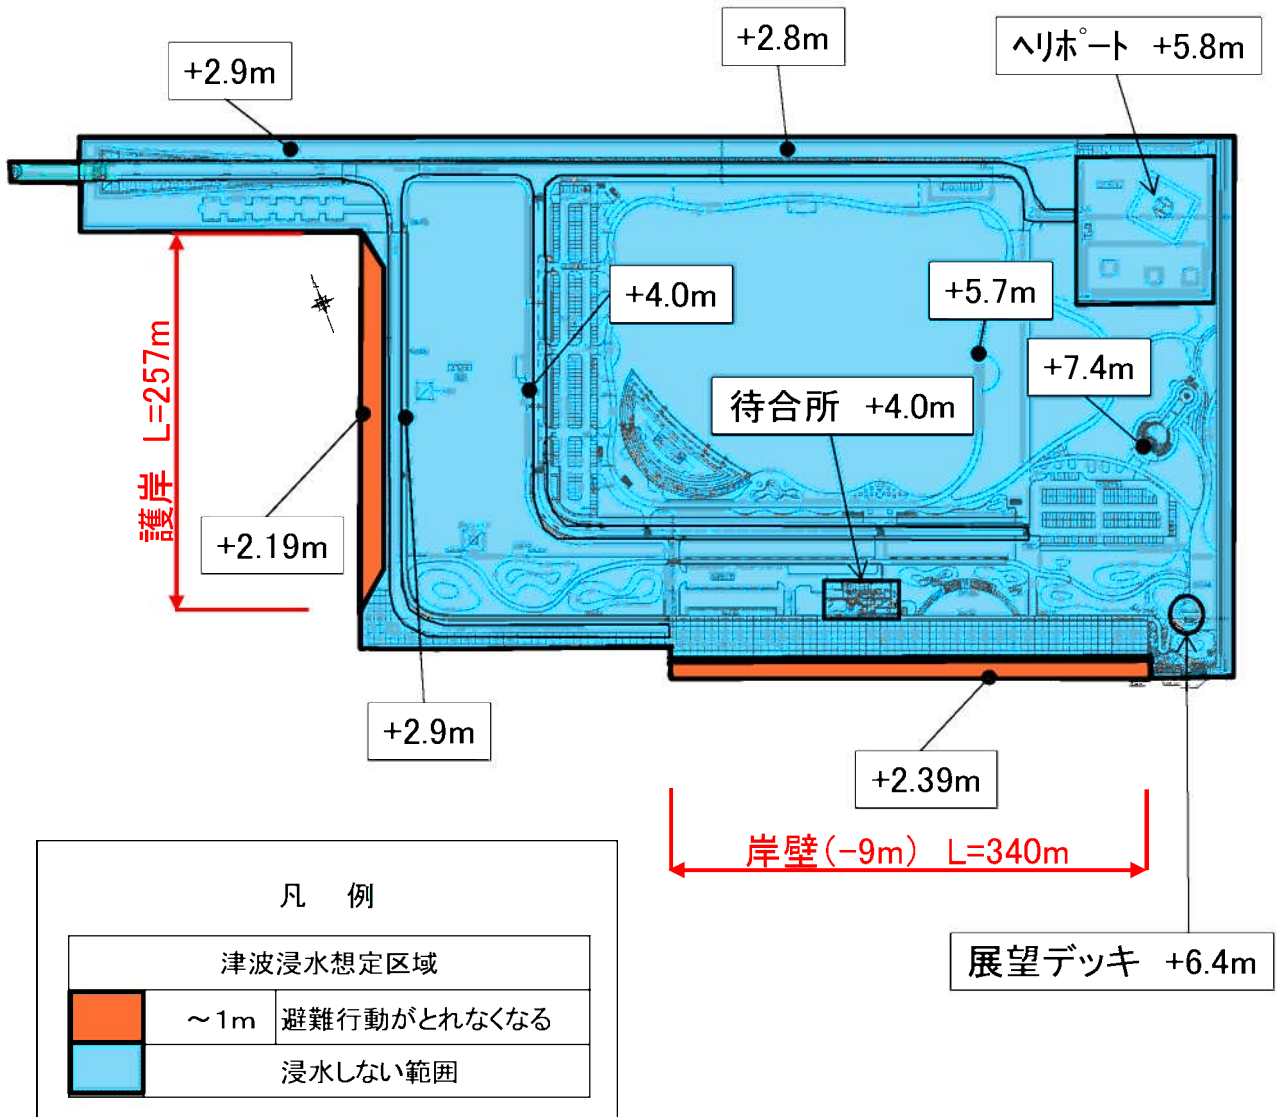 +2.9m
+2.8m
ヘリポート +5.8m
+4.0m
+5.7m
+7.4m
待合所 +4.0m
護岸 L=257m
+2.19m
+2.9m
+2.39m
岸壁(-9m) L=340m
展望デッキ +6.4m
凡 例
津波浸水想定区域
～1m 避難行動がとれなくなる
浸水しない範囲